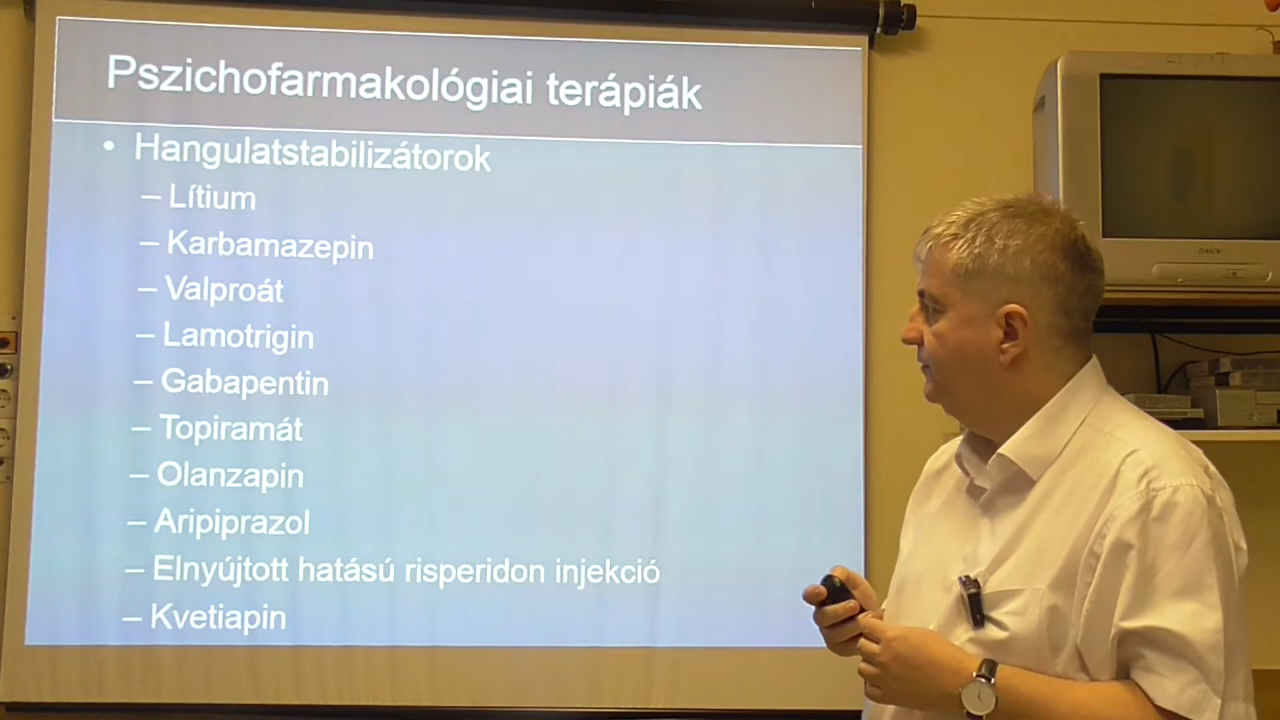 Pszichofarmakológiai terápiák
• Hangulatstabilizátorok
– Lítium
– Karbamazepin
– Valproát
– Lamotrigin
– Gabapentin
– Topiramát
– Olanzapin
– Aripiprazol
– Elnyújtott hatású risperidon injekció
– Kvetiapin